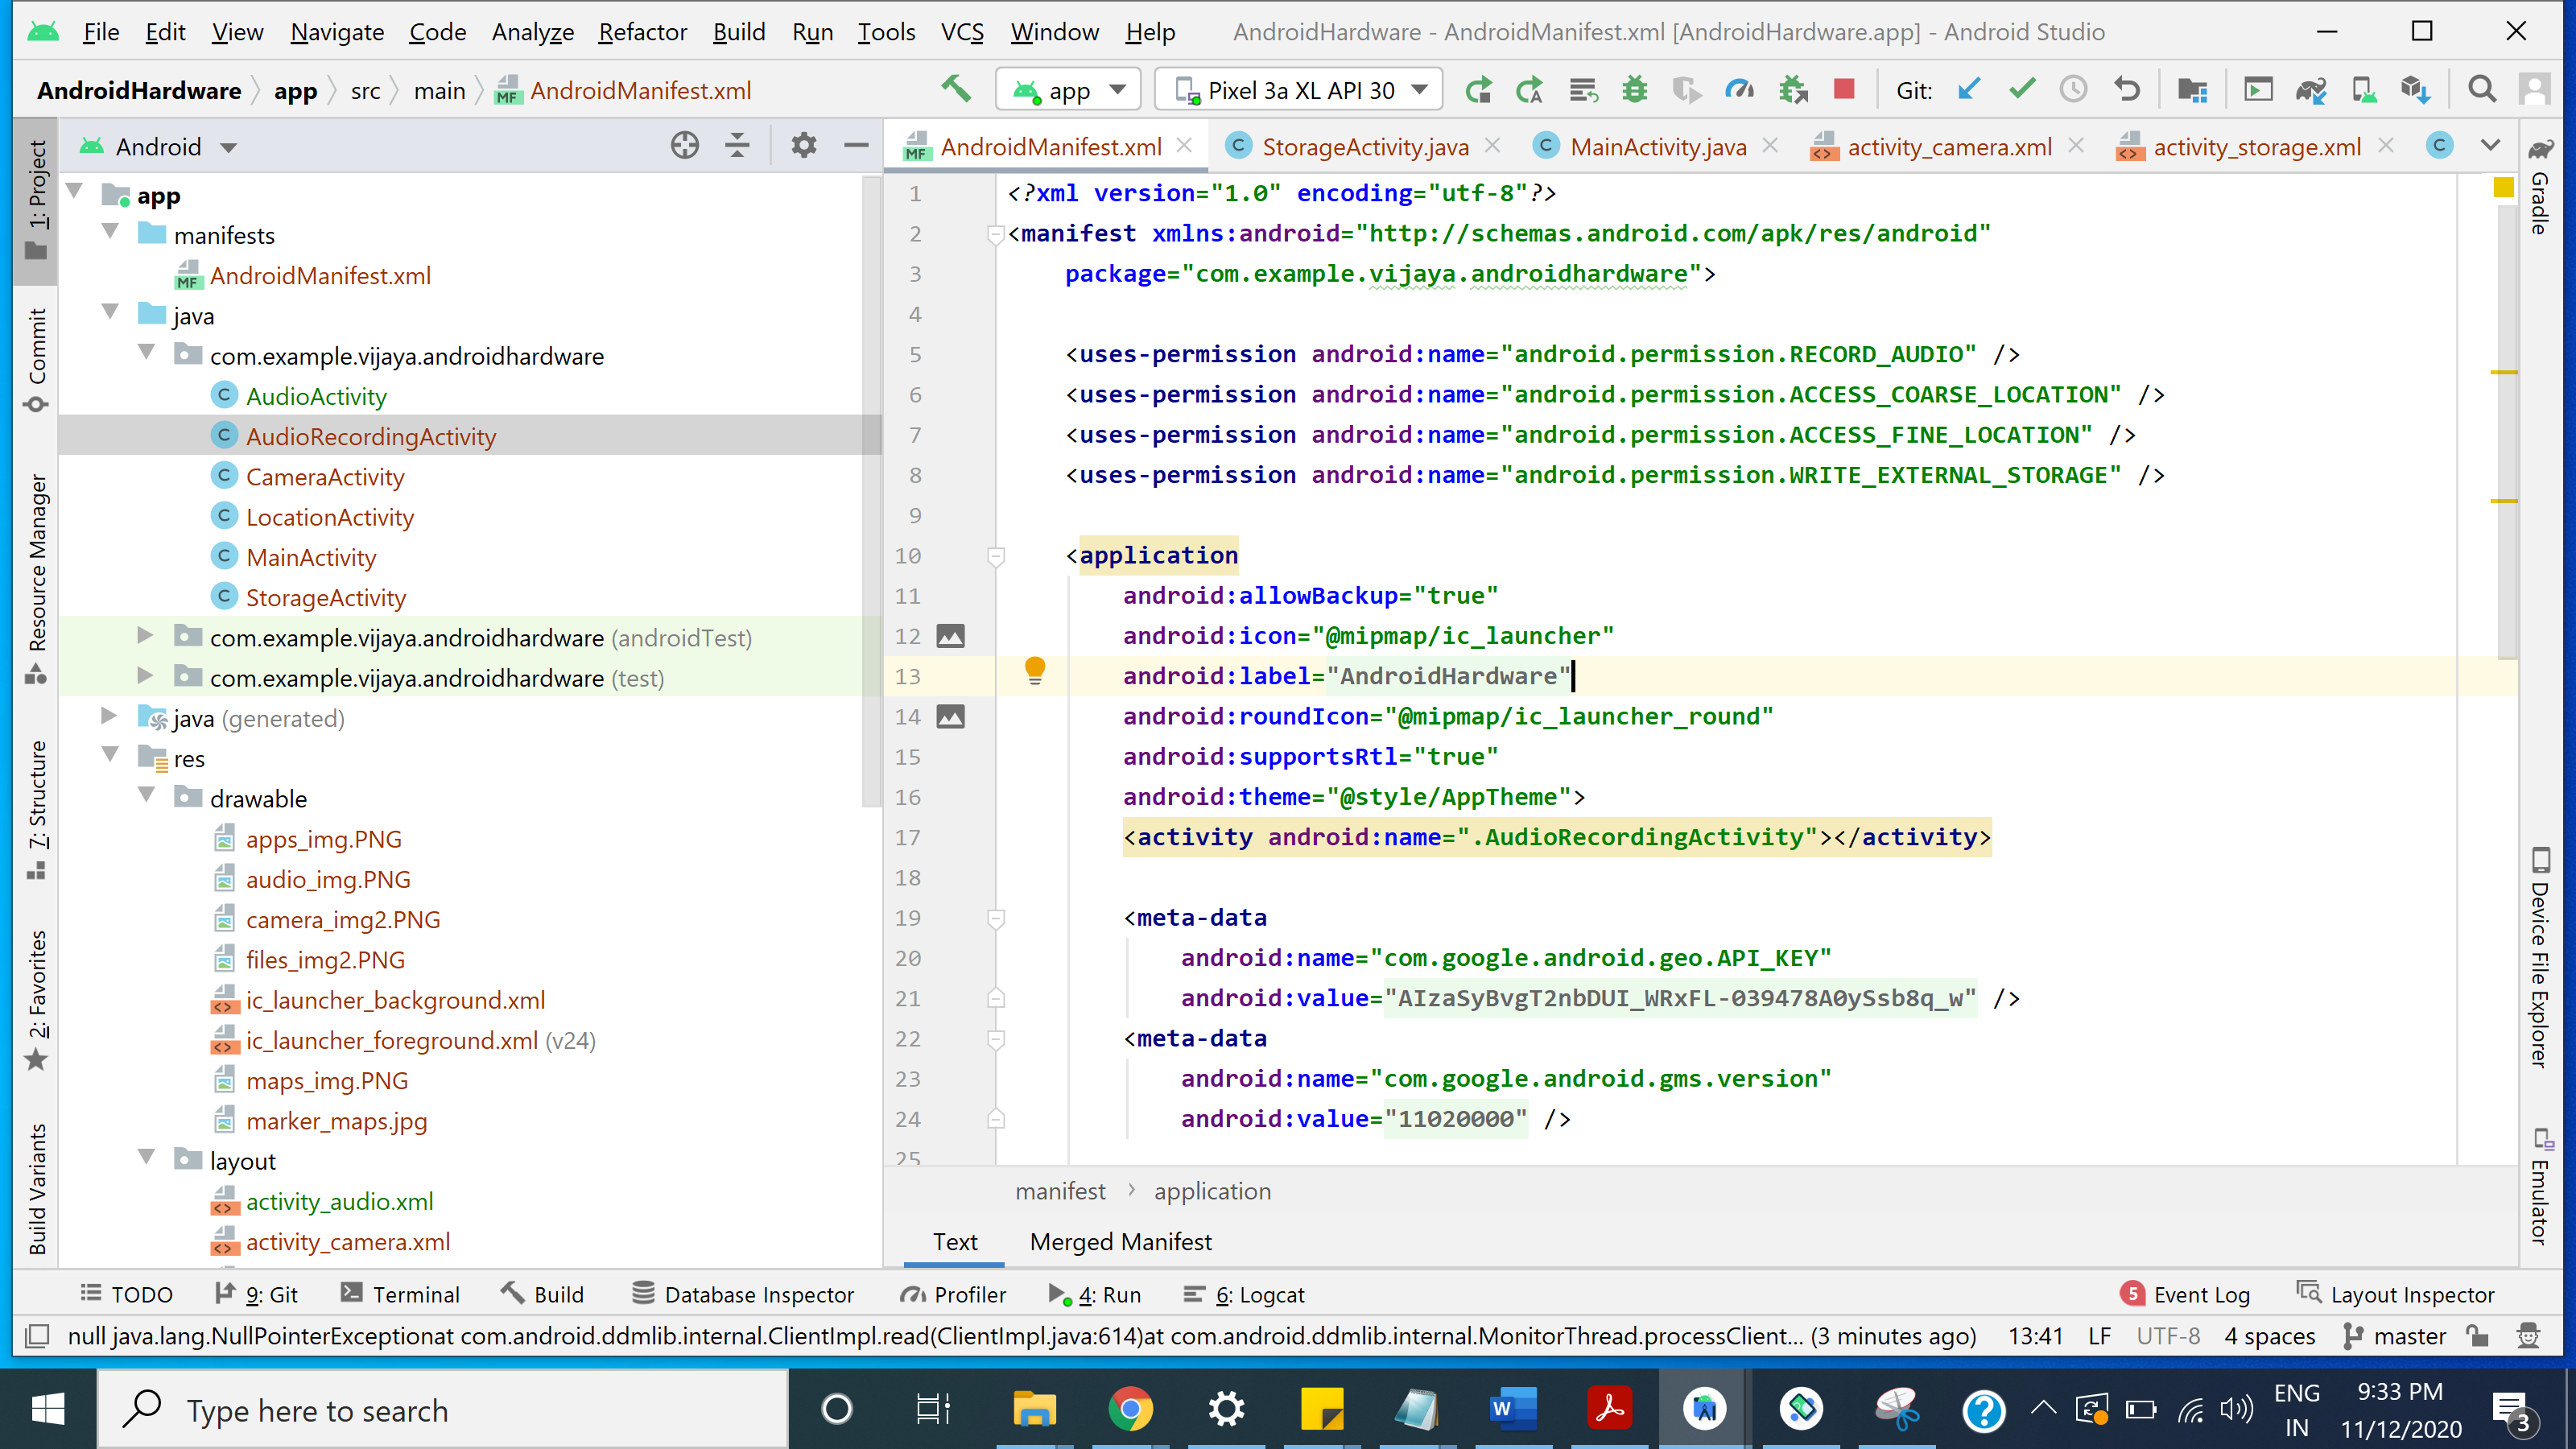 File Edit View Navigate Code Analyze Refactor Build Run Tools VCS Window Help AndroidHardware - AndroidManifest.xml [AndroidHardware.app] - Android Studio
AndroidHardware app src main AndroidManifest.xml app Pixel 3a XL API 30 Git:
Android
AndroidManifest.xml StorageActivity.java MainActivity.java activity_camera.xml activity_storage.xml
1: Project
Commit
Resource Manager
7: Structure
2: Favorites
Build Variants
app
manifests
AndroidManifest.xml
java
com.example.vijaya.androidhardware
AudioActivity
AudioRecordingActivity
CameraActivity
LocationActivity
MainActivity
StorageActivity
com.example.vijaya.androidhardware (androidTest)
com.example.vijaya.androidhardware (test)
java (generated)
res
drawable
apps_img.PNG
audio_img.PNG
camera_img2.PNG
files_img2.PNG
ic_launcher_background.xml
ic_launcher_foreground.xml (v24)
maps_img.PNG
marker_maps.jpg
layout
activity_audio.xml
activity_camera.xml
1 <?xml version="1.0" encoding="utf-8"?>
2 <manifest xmlns:android="http://schemas.android.com/apk/res/android"
3 package="com.example.vijaya.androidhardware">
4
5 <uses-permission android:name="android.permission.RECORD_AUDIO" />
6 <uses-permission android:name="android.permission.ACCESS_COARSE_LOCATION" />
7 <uses-permission android:name="android.permission.ACCESS_FINE_LOCATION" />
8 <uses-permission android:name="android.permission.WRITE_EXTERNAL_STORAGE" />
9
10 <application
11 android:allowBackup="true"
12 android:icon="@mipmap/ic_launcher"
13 android:label="AndroidHardware"
14 android:roundIcon="@mipmap/ic_launcher_round"
15 android:supportsRtl="true"
16 android:theme="@style/AppTheme">
17 <activity android:name=".AudioRecordingActivity"></activity>
18
19 <meta-data
20 android:name="com.google.android.geo.API_KEY"
21 android:value="AIzaSyBvgT2nbDUI_WRxFL-039478A0ySsb8q_w" />
22 <meta-data
23 android:name="com.google.android.gms.version"
24 android:value="11020000" />
25
manifest application
Text Merged Manifest
Gradle
Device File Explorer
Emulator
TODO 9: Git Terminal Build Database Inspector Profiler 4: Run 6: Logcat 5 Event Log Layout Inspector
null java.lang.NullPointerExceptionat com.android.ddmlib.internal.ClientImpl.read(ClientImpl.java:614)at com.android.ddmlib.internal.MonitorThread.processClient... (3 minutes ago) 13:41 LF UTF-8 4 spaces master
Type here to search
ENG
IN
9:33 PM
11/12/2020
3